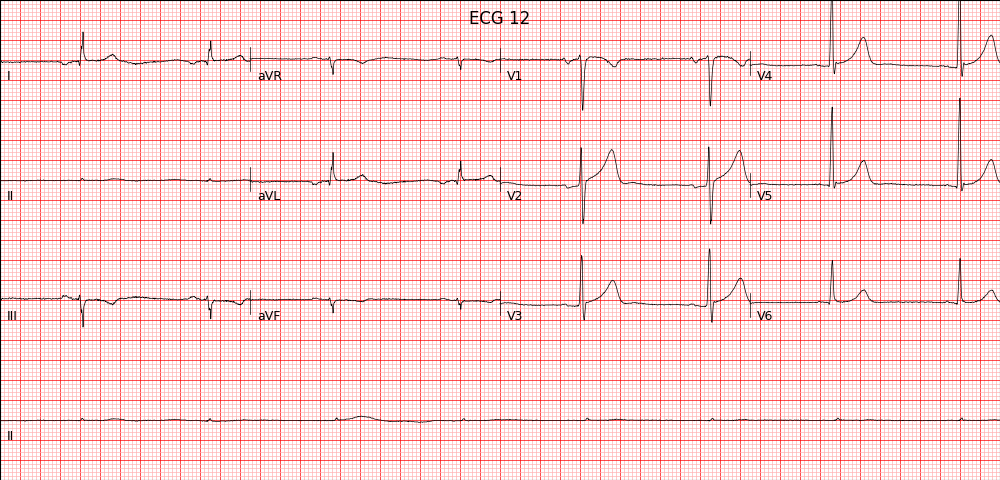 ECG 12
I aVR V1 V4
II aVL V2 V5
III aVF V3 V6
II